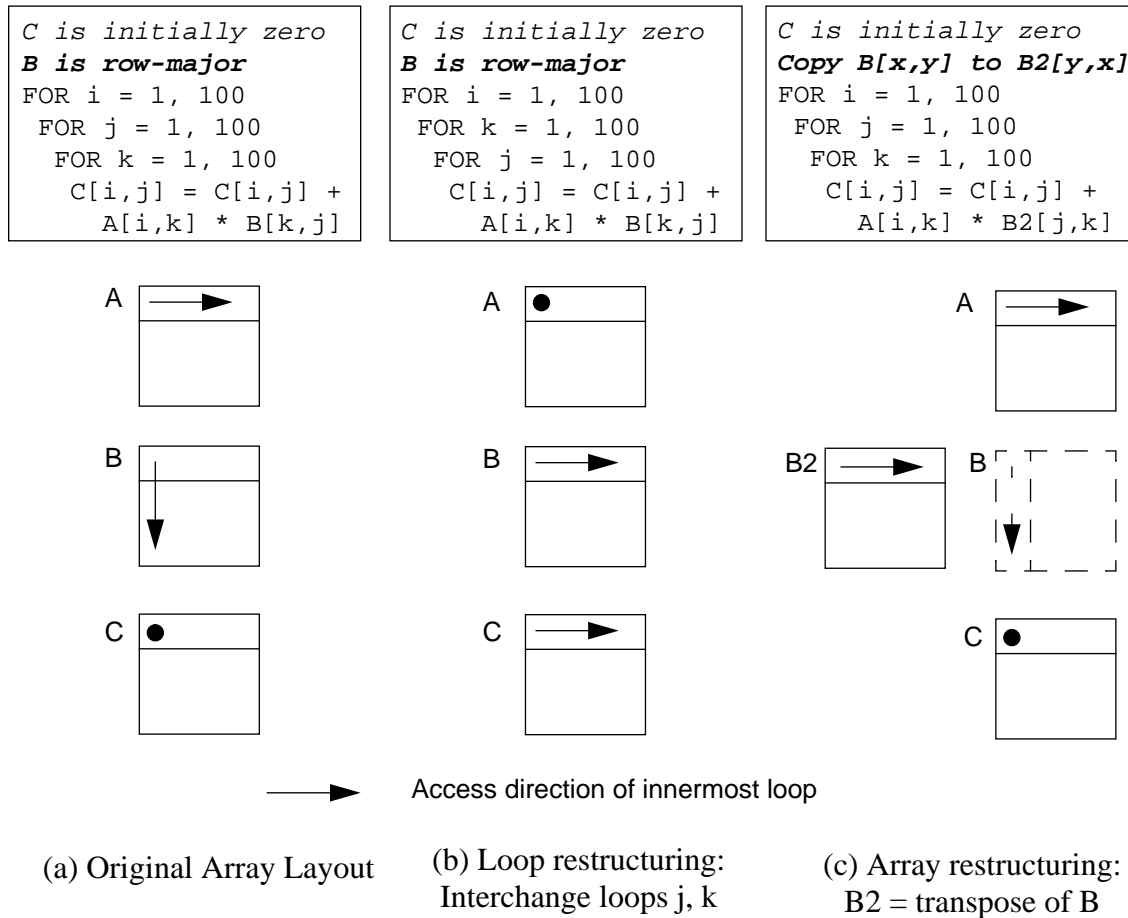 C is initially zero
B is row-major
FOR i = 1, 100
FOR j = 1, 100
FOR k = 1, 100
C[i,j] = C[i,j] +
A[i,k] * B[k,j]
C is initially zero
B is row-major
FOR i = 1, 100
FOR k = 1, 100
FOR j = 1, 100
C[i,j] = C[i,j] +
A[i,k] * B[k,j]
C is initially zero
Copy B[x,y] to B2[y,x]
FOR i = 1, 100
FOR j = 1, 100
FOR k = 1, 100
C[i,j] = C[i,j] +
A[i,k] * B2[j,k]
A
B
C
A
B
C
A
B2
B
C
Access direction of innermost loop
(a) Original Array Layout
(b) Loop restructuring:
Interchange loops j, k
(c) Array restructuring:
B2 = transpose of B